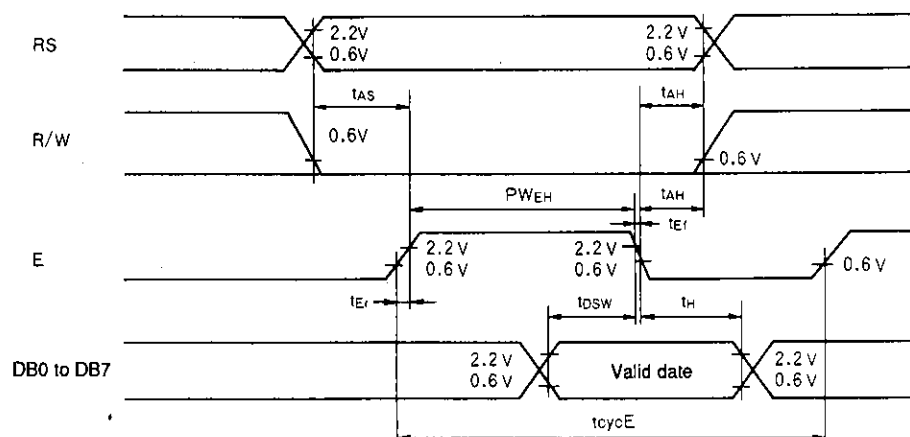 RS
2.2V
0.6V
2.2V
0.6V
tAS
tAH
R/W
0.6V
0.6V
PWEH
tAH
tEf
E
2.2V
0.6V
2.2V
0.6V
0.6V
tEr
tDSW
tH
DB0 to DB7
2.2V
0.6V
Valid date
2.2V
0.6V
tcycE